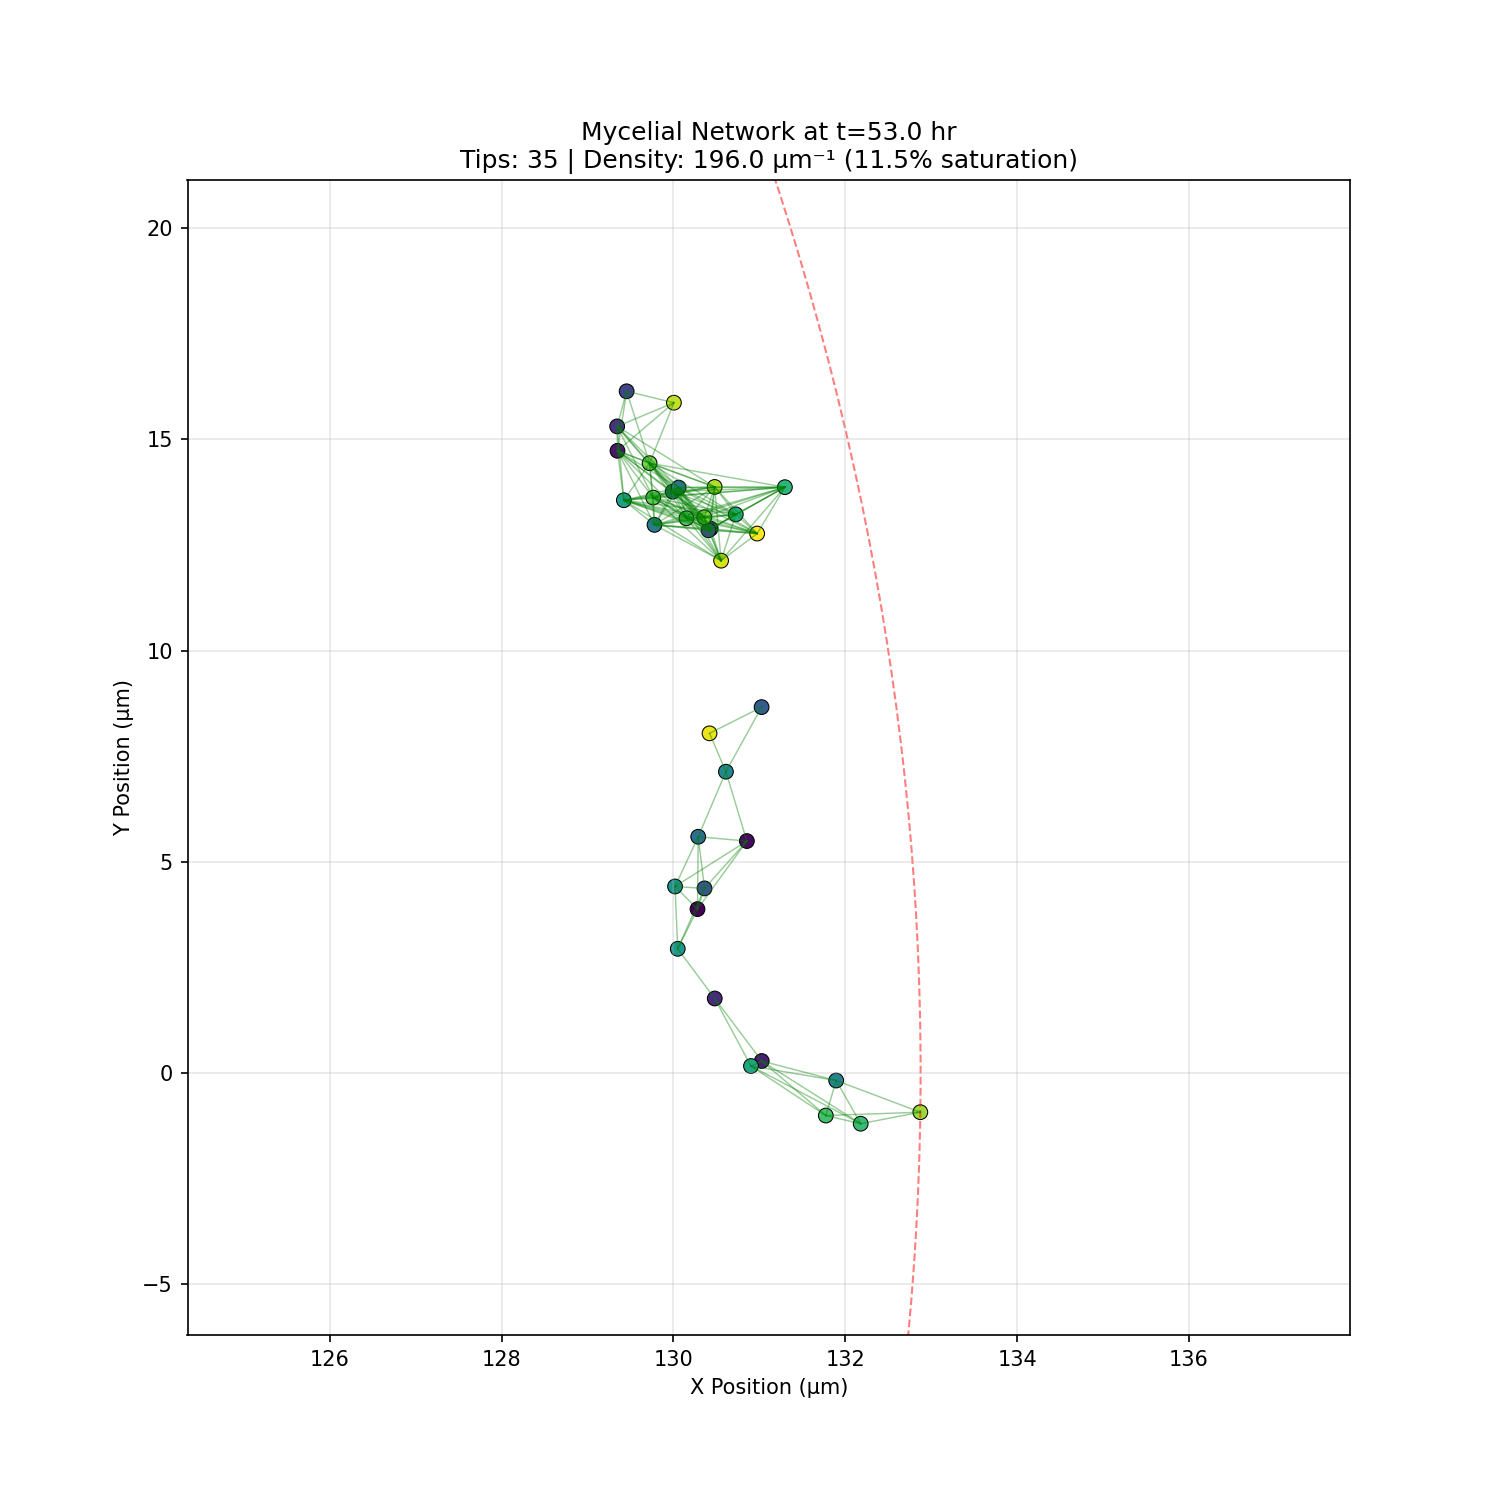 Mycelial Network at t=53.0 hr
Tips: 35 | Density: 196.0 μm⁻¹ (11.5% saturation)
20
15
10
5
0
−5
Y Position (μm)
126 128 130 132 134 136
X Position (μm)